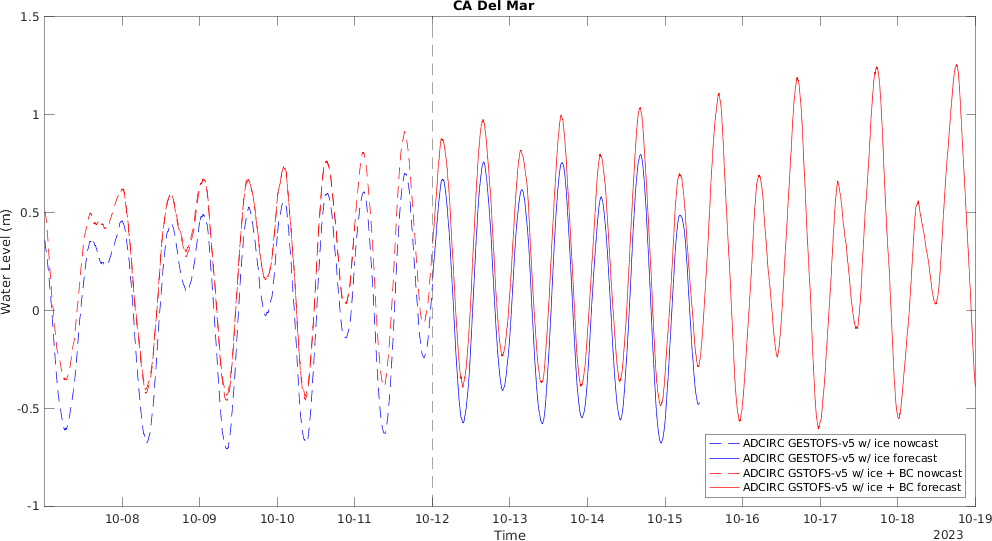 CA Del Mar
1.5
1
0.5
0
-0.5
-1
Water Level (m)
10-08 10-09 10-10 10-11 10-12 10-13 10-14 10-15 10-16 10-17 10-18 10-19
Time
2023
ADCIRC GESTOFS-v5 w/ ice nowcast
ADCIRC GESTOFS-v5 w/ ice forecast
ADCIRC GSTOFS-v5 w/ ice + BC nowcast
ADCIRC GSTOFS-v5 w/ ice + BC forecast